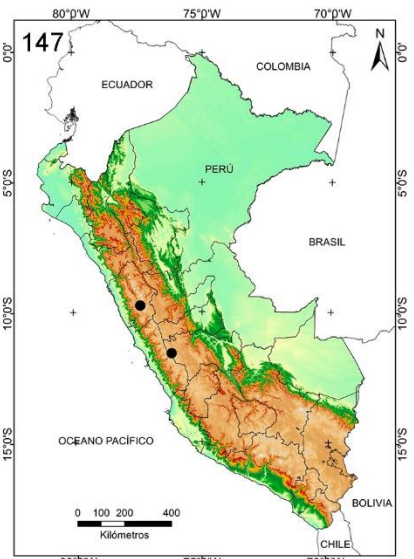 147
80°0'W 75°0'W 70°0'W
N
0°0' 0°0'
COLOMBIA
ECUADOR
PERÚ
5°0'S 5°0'S
BRASIL
10°0'S 10°0'S
OCEANO PACÍFICO
15°0'S 15°0'S
BOLIVIA
0 100 200 400
Kilómetros
CHILE